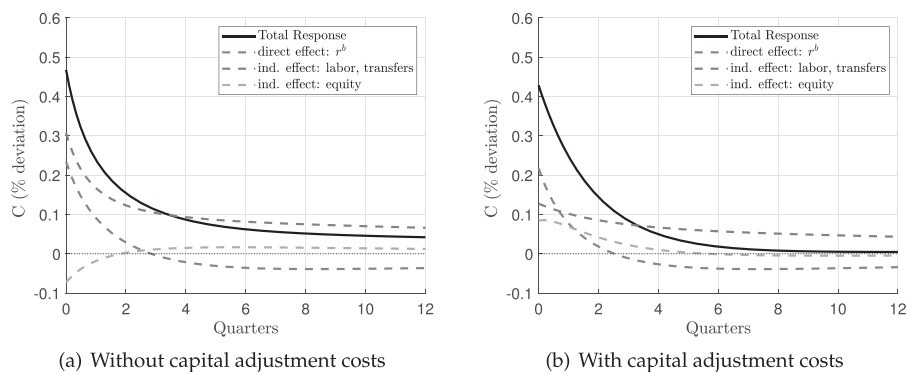 0.6
0.5
0.4
0.3
0.2
0.1
0
-0.1
C (% deviation)
Total Response
direct effect: r^b
ind. effect: labor, transfers
ind. effect: equity
0 2 4 6 8 10 12
Quarters
(a) Without capital adjustment costs
0.6
0.5
0.4
0.3
0.2
0.1
0
-0.1
C (% deviation)
Total Response
direct effect: r^b
ind. effect: labor, transfers
ind. effect: equity
0 2 4 6 8 10 12
Quarters
(b) With capital adjustment costs